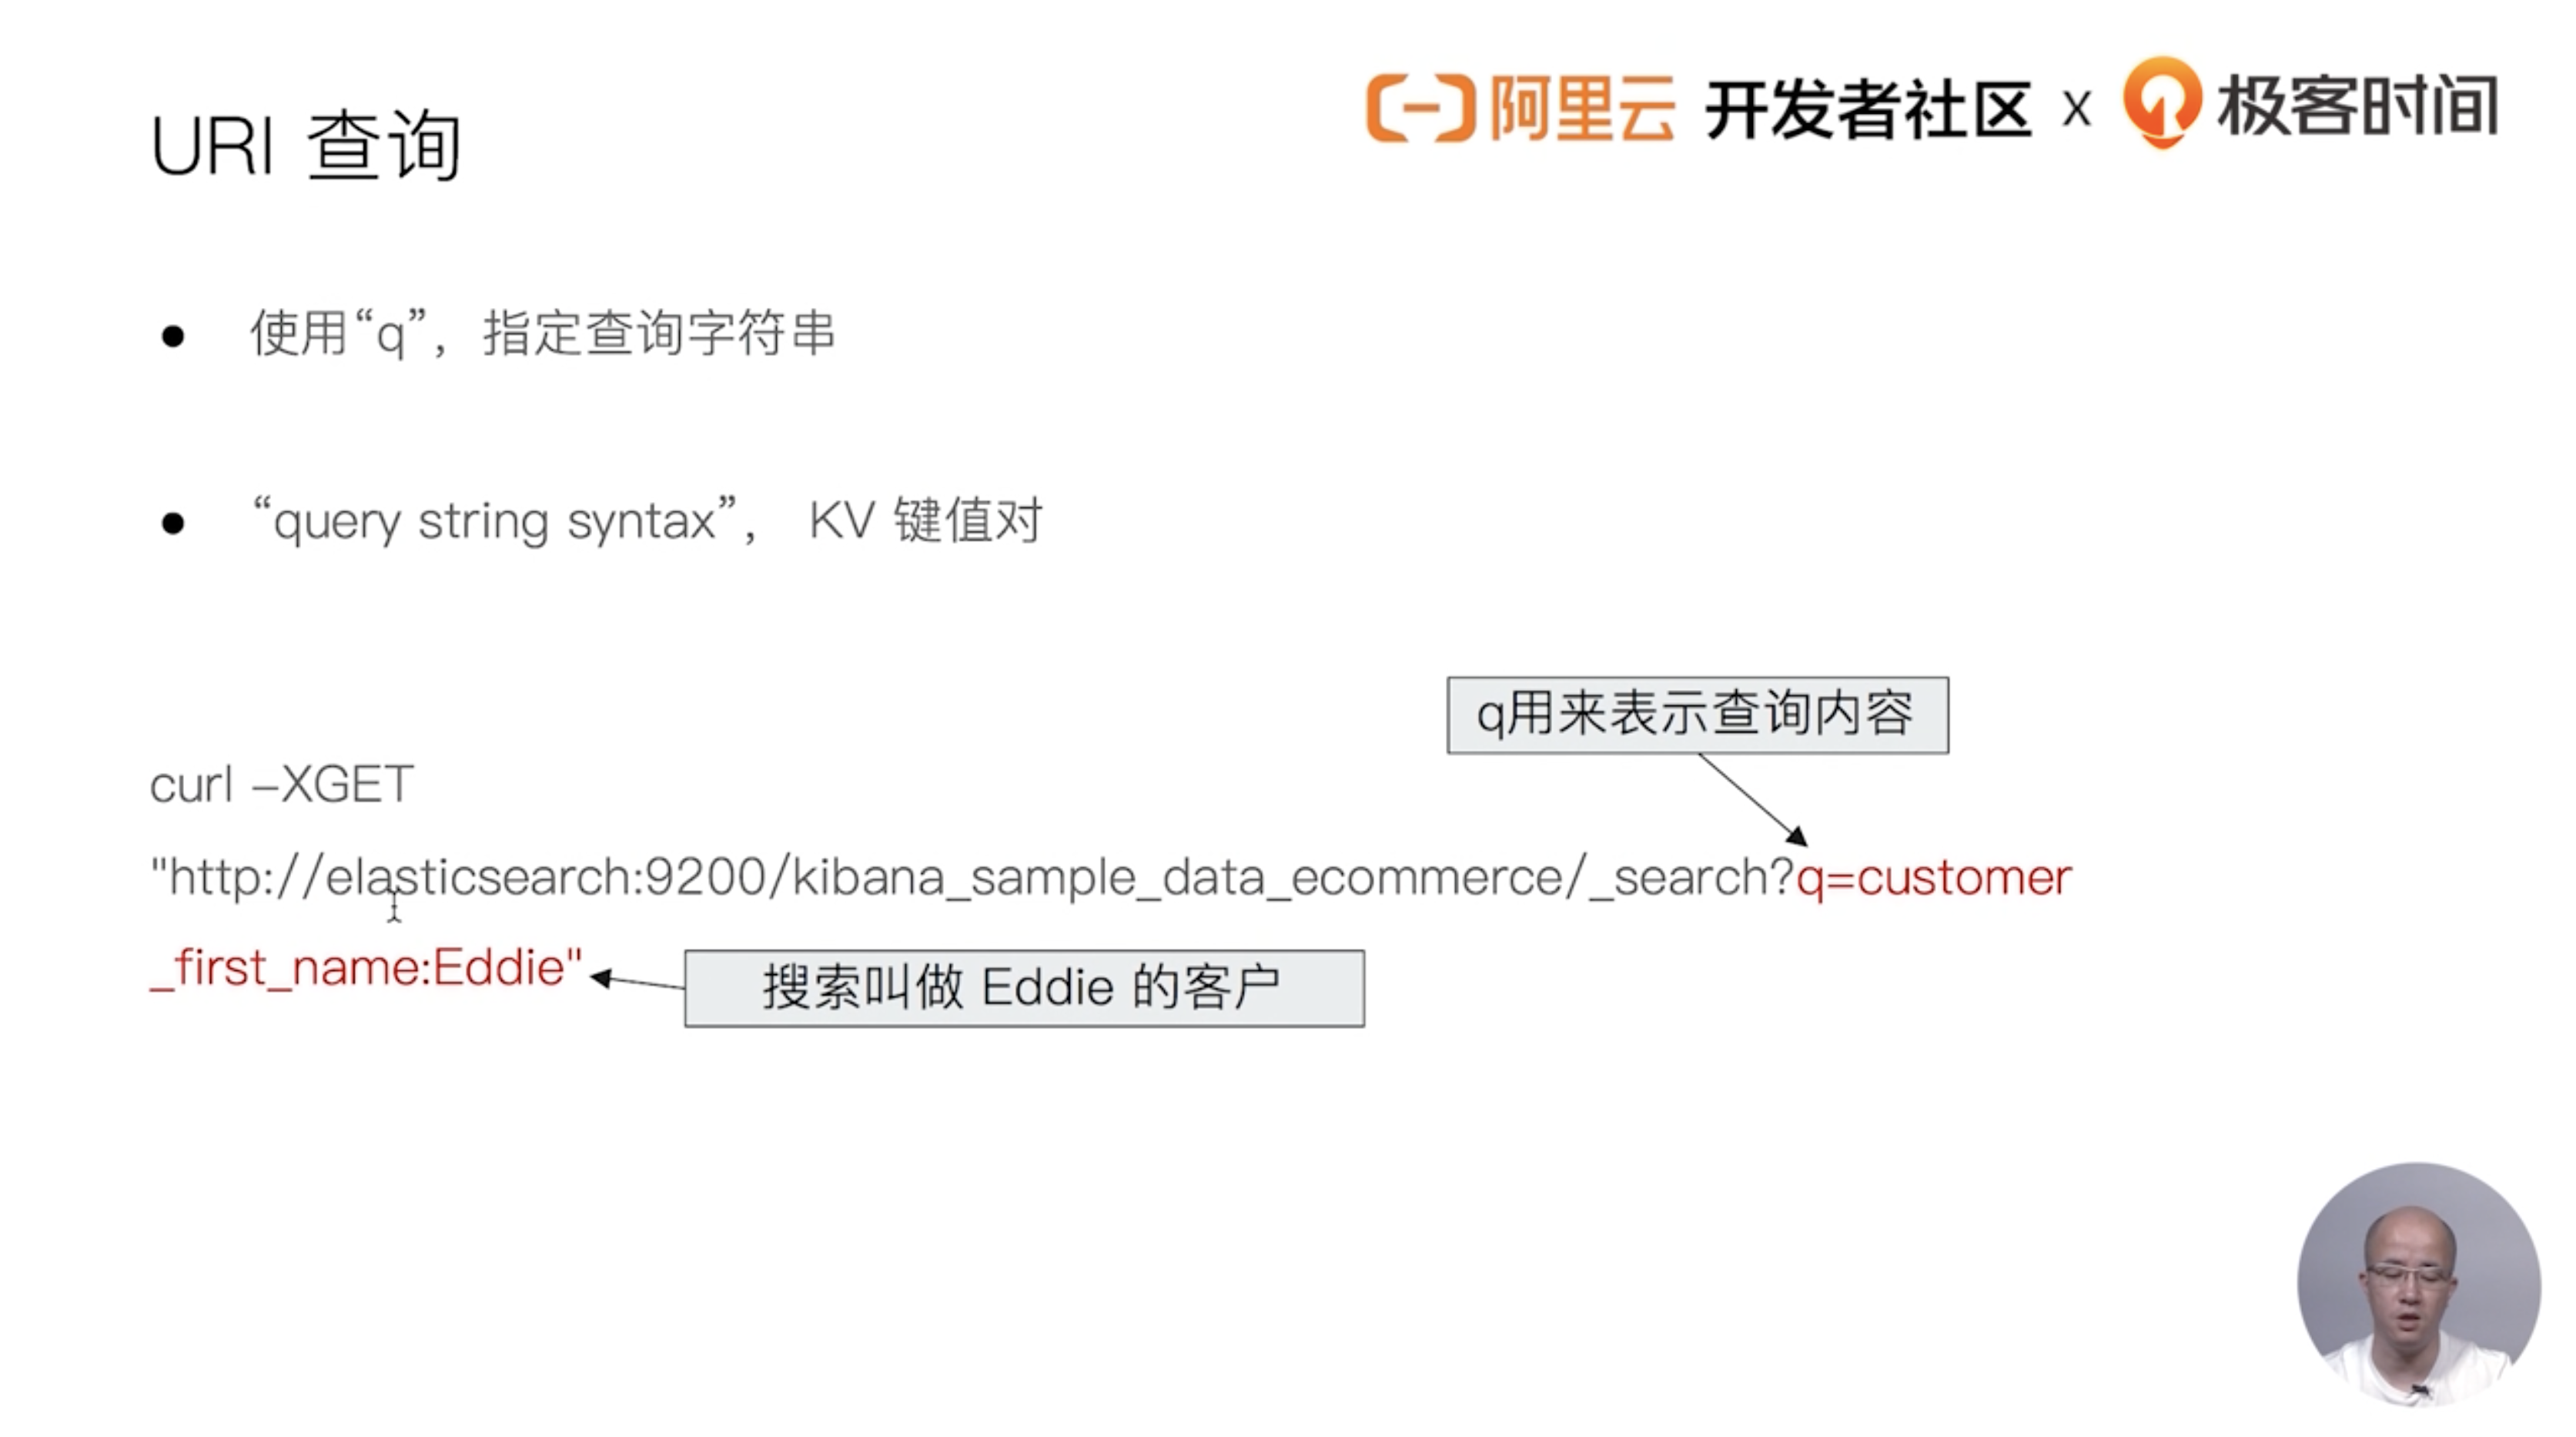 阿里云 开发者社区 X 极客时间
URI 查询
● 使用“q”，指定查询字符串
● “query string syntax”， KV 键值对
q用来表示查询内容
curl –XGET
"http://elasticsearch:9200/kibana_sample_data_ecommerce/_search?q=customer
_first_name:Eddie"
搜索叫做 Eddie 的客户